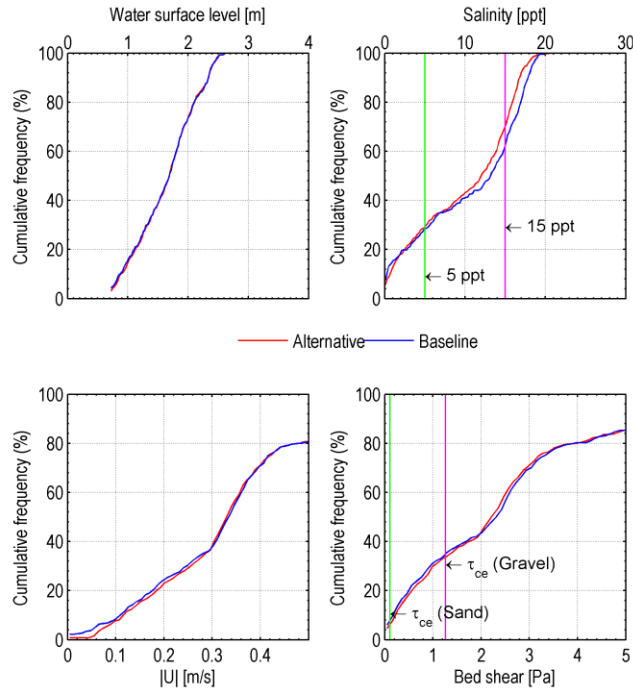 Water surface level [m]
0 1 2 3 4
Cumulative frequency (%)
100
80
60
40
20
0
Salinity [ppt]
0 10 20 30
Cumulative frequency (%)
100
80
60
40
20
0
← 15 ppt
← 5 ppt
Alternative
Baseline
Cumulative frequency (%)
100
80
60
40
20
0
0 0.1 0.2 0.3 0.4
|U| [m/s]
Cumulative frequency (%)
100
80
60
40
20
0
← τce (Gravel)
← τce (Sand)
0 1 2 3 4 5
Bed shear [Pa]